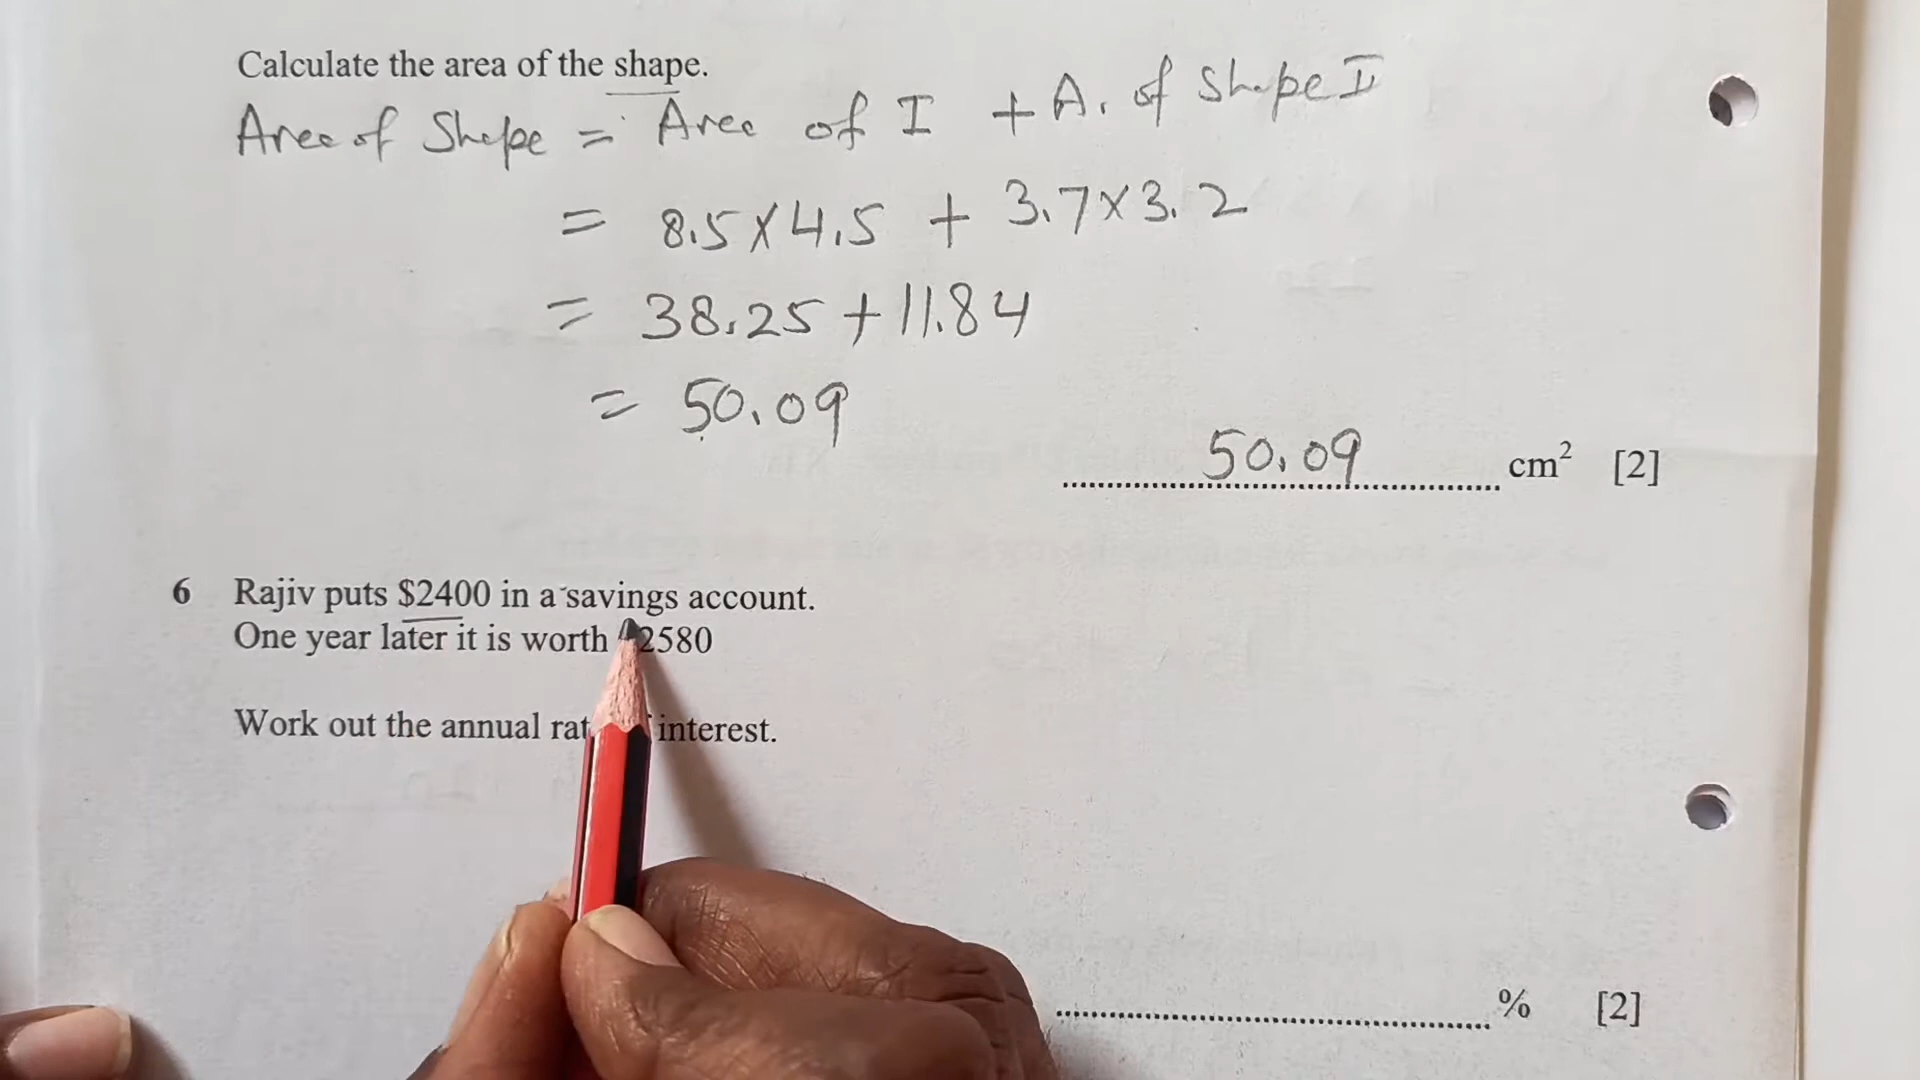 Calculate the area of the shape.
Area of Shape = Area of I + A. of Shape II
= 8.5 × 4.5 + 3.7 × 3.2
= 38.25 + 11.84
= 50.09
50.09 cm² [2]
6 Rajiv puts $2400 in a savings account.
One year later it is worth 2580
Work out the annual interest.
% [2]